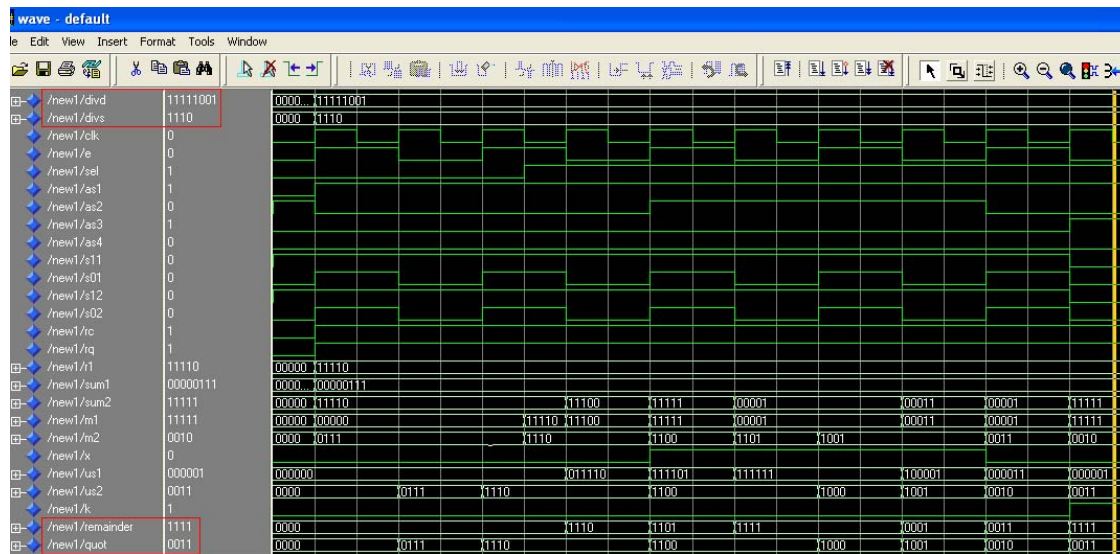 wave - default
le Edit View Insert Format Tools Window
/new1/divd 11111001 0000... 11111001
/new1/divs 1110 0000 1110
/new1/clk 0
/new1/e 0
/new1/sel 1
/new1/as1 1
/new1/as2 0
/new1/as3 1
/new1/as4 0
/new1/s11 0
/new1/s01 0
/new1/s12 0
/new1/s02 0
/new1/rc 1
/new1/rq 1
/new1/r1 11110 00000 11110
/new1/sum1 00000111 0000... 00000111
/new1/sum2 11111 00000 11110 11100 11111 00001 00011 00001 11111
/new1/m1 11111 00000 00000 11110 11100 11111 00001 00011 00001 11111
/new1/m2 0010 0000 0111 1110 1100 1101 1001 0011 0010
/new1/x 0
/new1/us1 000001 000000 011110 111101 111111 100001 000011 000001
/new1/us2 0011 0000 0111 1110 1100 1000 1001 0010 0011
/new1/k 1
/new1/remainder 1111 0000 1110 1101 1111 0001 0011 1111
/new1/quot 0011 0000 0111 1110 1100 1000 1001 0010 0011